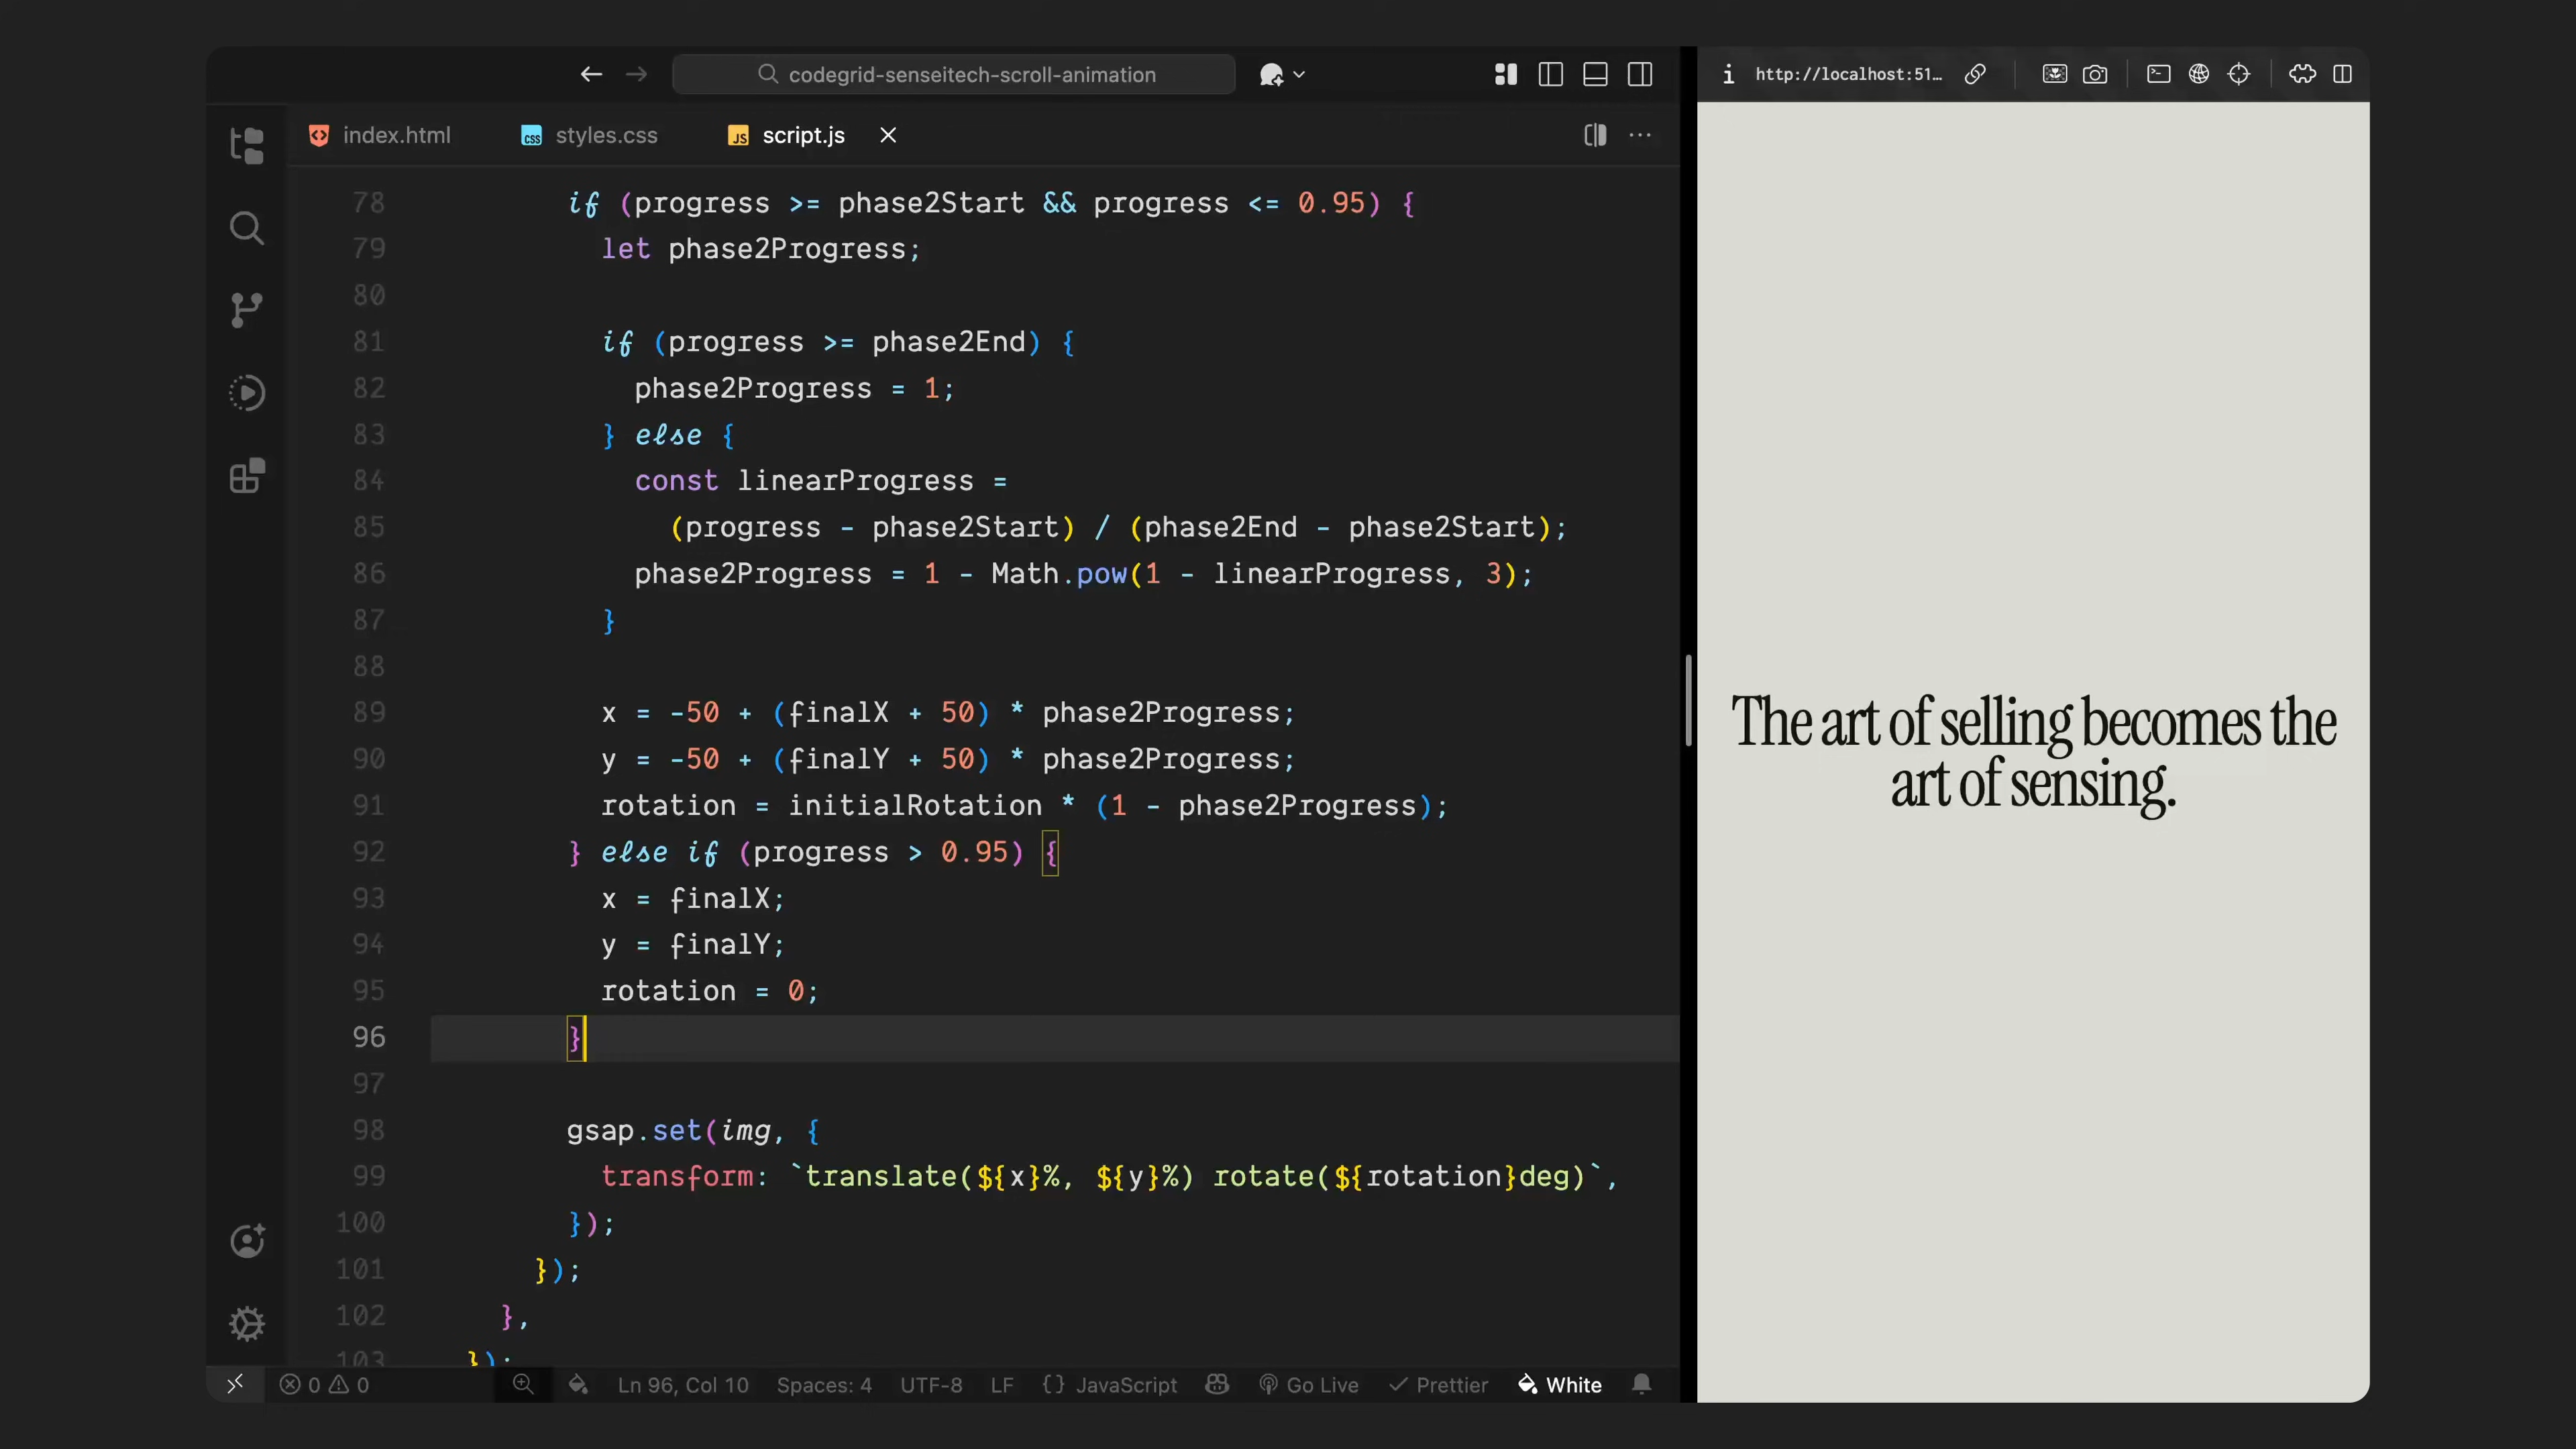 codegrid-senseitech-scroll-animation
http://localhost:51…
index.html
styles.css
script.js
78 if (progress >= phase2Start && progress <= 0.95) {
79 let phase2Progress;
80
81 if (progress >= phase2End) {
82 phase2Progress = 1;
83 } else {
84 const linearProgress =
85 (progress - phase2Start) / (phase2End - phase2Start);
86 phase2Progress = 1 - Math.pow(1 - linearProgress, 3);
87 }
88
89 x = -50 + (finalX + 50) * phase2Progress;
90 y = -50 + (finalY + 50) * phase2Progress;
91 rotation = initialRotation * (1 - phase2Progress);
92 } else if (progress > 0.95) {
93 x = finalX;
94 y = finalY;
95 rotation = 0;
96 }
97
98 gsap.set(img, {
99 transform: `translate(${x}%, ${y}%) rotate(${rotation}deg)`,
100 });
101 });
102 },
103 });
0 0 Ln 96, Col 10 Spaces: 4 UTF-8 LF {} JavaScript Go Live Prettier White
The art of selling becomes the
art of sensing.